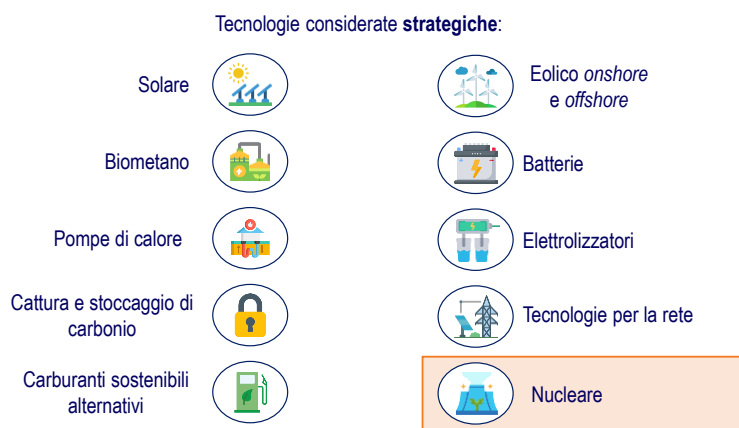 Tecnologie considerate strategiche:
Solare
Eolico onshore
e offshore
Biometano
Batterie
Pompe di calore
Elettrolizzatori
Cattura e stoccaggio di
carbonio
Tecnologie per la rete
Carburanti sostenibili
alternativi
Nucleare